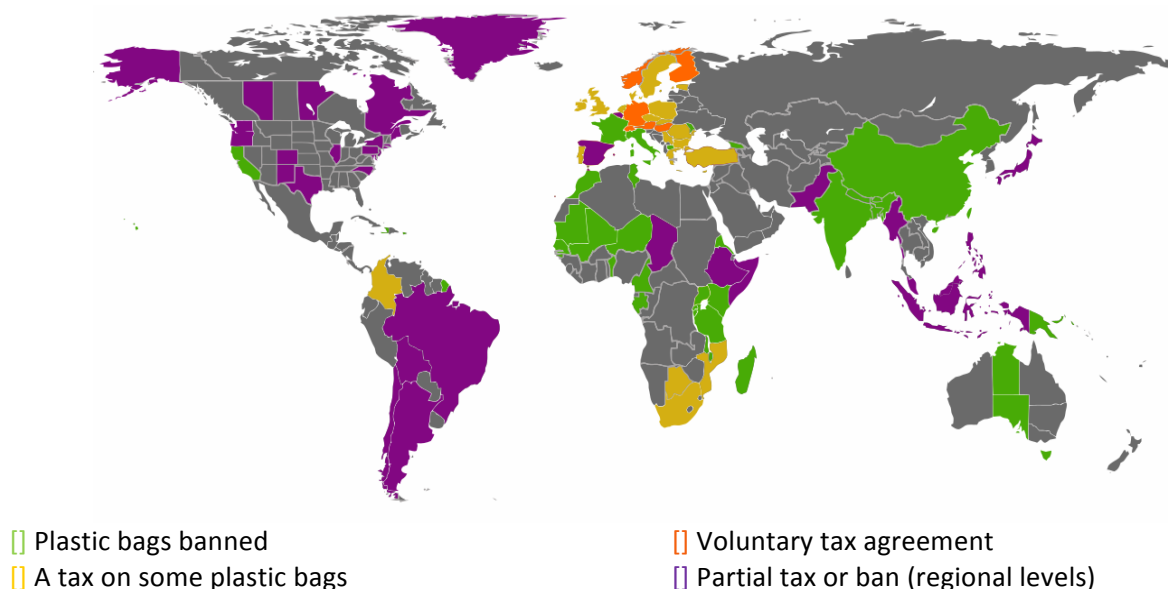 [] Plastic bags banned
[] A tax on some plastic bags
[] Voluntary tax agreement
[] Partial tax or ban (regional levels)